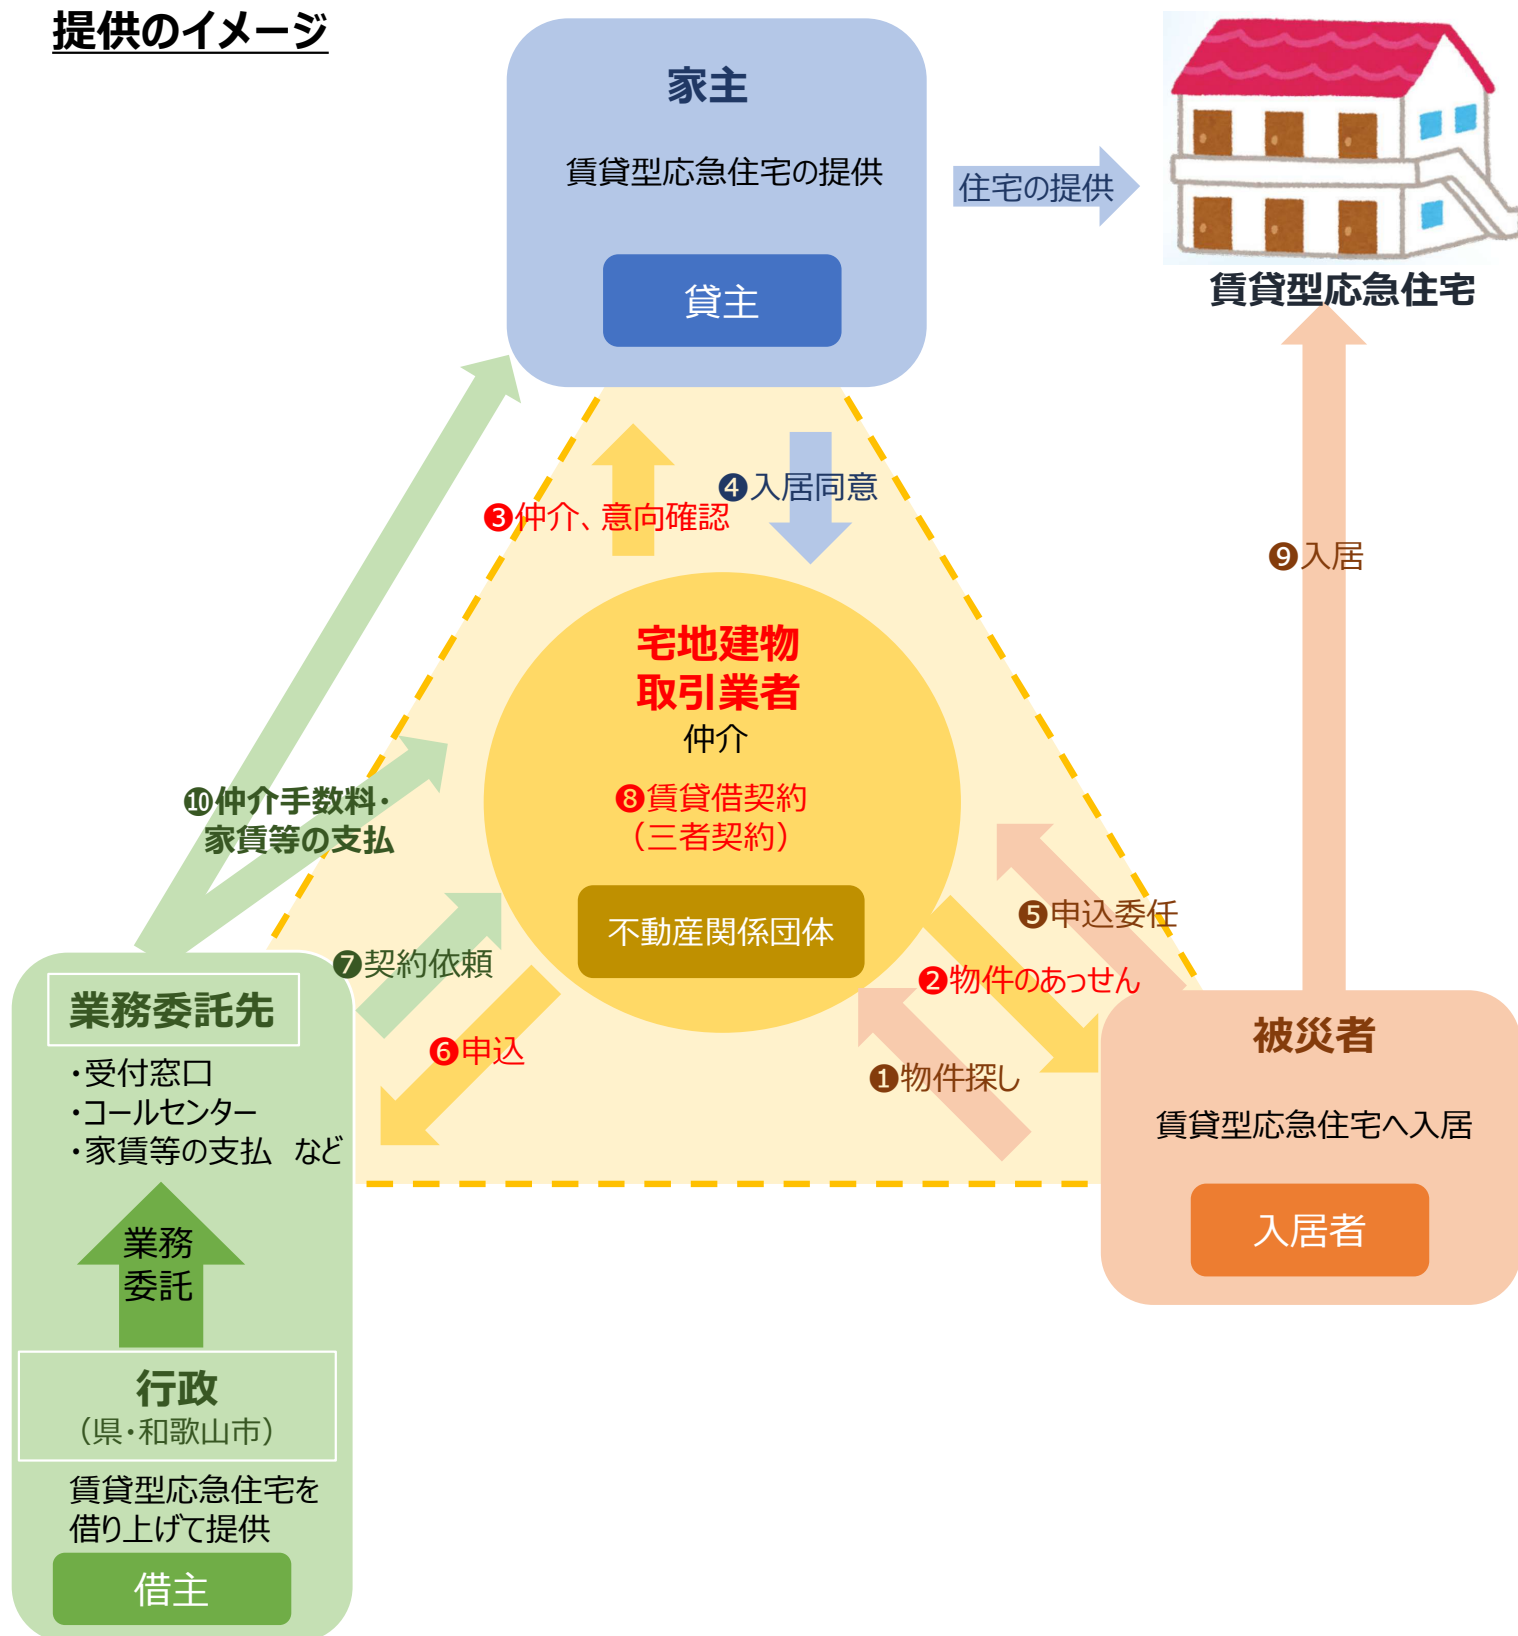 提供のイメージ
家主
賃貸型応急住宅の提供
貸主
住宅の提供
賃貸型応急住宅
❸仲介、意向確認
❹入居同意
❾入居
宅地建物
取引業者
仲介
❽賃貸借契約
（三者契約）
不動産関係団体
❿仲介手数料・
家賃等の支払
❼契約依頼
❻申込
❺申込委任
❷物件のあっせん
❶物件探し
業務委託先
・受付窓口
・コールセンター
・家賃等の支払　など
業務
委託
行政
（県・和歌山市）
賃貸型応急住宅を
借り上げて提供
借主
被災者
賃貸型応急住宅へ入居
入居者